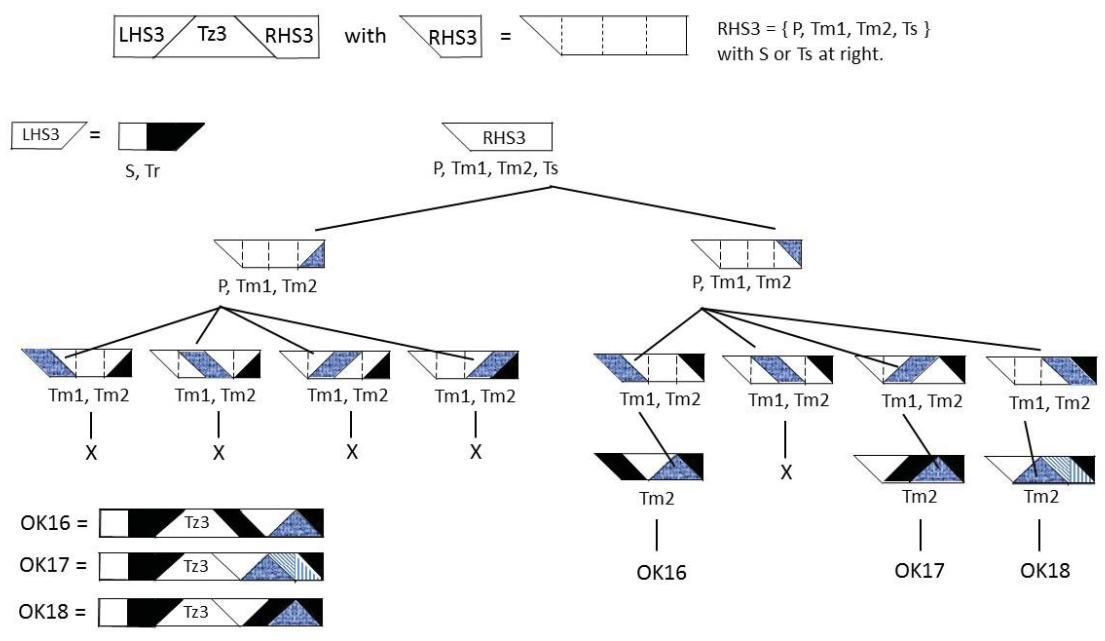 LHS3 Tz3 RHS3 with RHS3 = RHS3 = { P, Tm1, Tm2, Ts }
with S or Ts at right.
LHS3 = RHS3
S, Tr P, Tm1, Tm2, Ts
P, Tm1, Tm2 P, Tm1, Tm2
Tm1, Tm2 Tm1, Tm2 Tm1, Tm2 Tm1, Tm2 Tm1, Tm2 Tm1, Tm2 Tm1, Tm2 Tm1, Tm2
X X X X X
Tm2 Tm2 Tm2
OK16 = Tz3
OK17 = Tz3
OK18 = Tz3
OK16 OK17 OK18